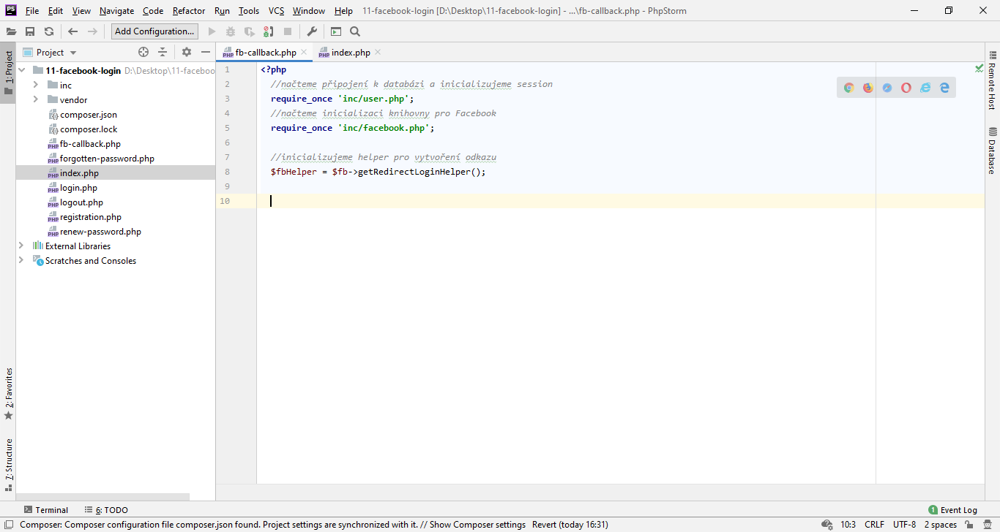 PS File Edit View Navigate Code Refactor Run Tools VCS Window Help 11-facebook-login [D:\Desktop\11-facebook-login] - ...\fb-callback.php - PhpStorm
Add Configuration...
Project
fb-callback.php
index.php
1: Project
11-facebook-login D:\Desktop\11-faceboo
inc
vendor
composer.json
composer.lock
fb-callback.php
forgotten-password.php
index.php
login.php
logout.php
registration.php
renew-password.php
External Libraries
Scratches and Consoles
1 <?php
2 //načteme připojení k databázi a inicializujeme session
3 require_once 'inc/user.php';
4 //načteme inicializaci knihovny pro Facebook
5 require_once 'inc/facebook.php';
6
7 //inicializujeme helper pro vytvoření odkazu
8 $fbHelper = $fb->getRedirectLoginHelper();
9
10
Remote Host
Database
2: Favorites
7: Structure
Terminal
6: TODO
1 Event Log
Composer: Composer configuration file composer.json found. Project settings are synchronized with it. // Show Composer settings Revert (today 16:31)
10:3 CRLF UTF-8 2 spaces